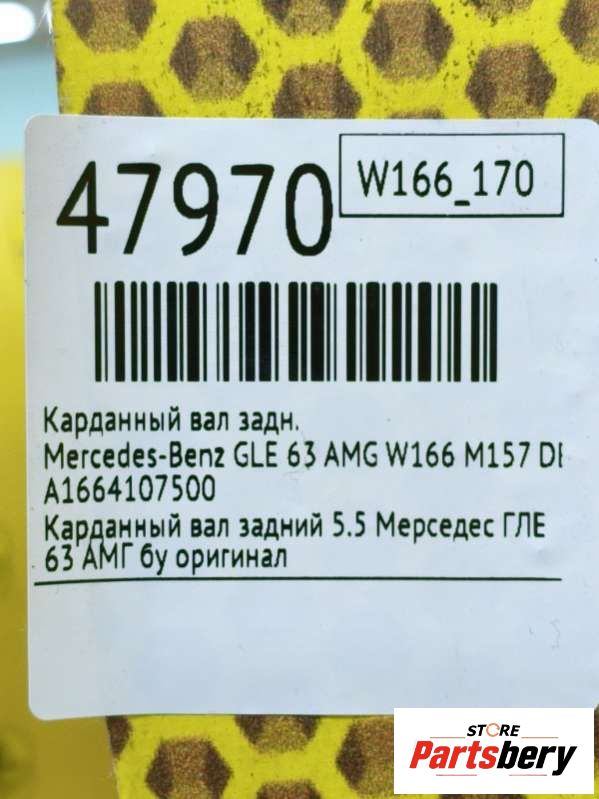 47970
W166_170
Карданный вал задн.
Mercedes-Benz GLE 63 AMG W166 M157 DE
A1664107500
Карданный вал задний 5.5 Мерседес ГЛЕ
63 АМГ бу оригинал
STORE
Partsbery